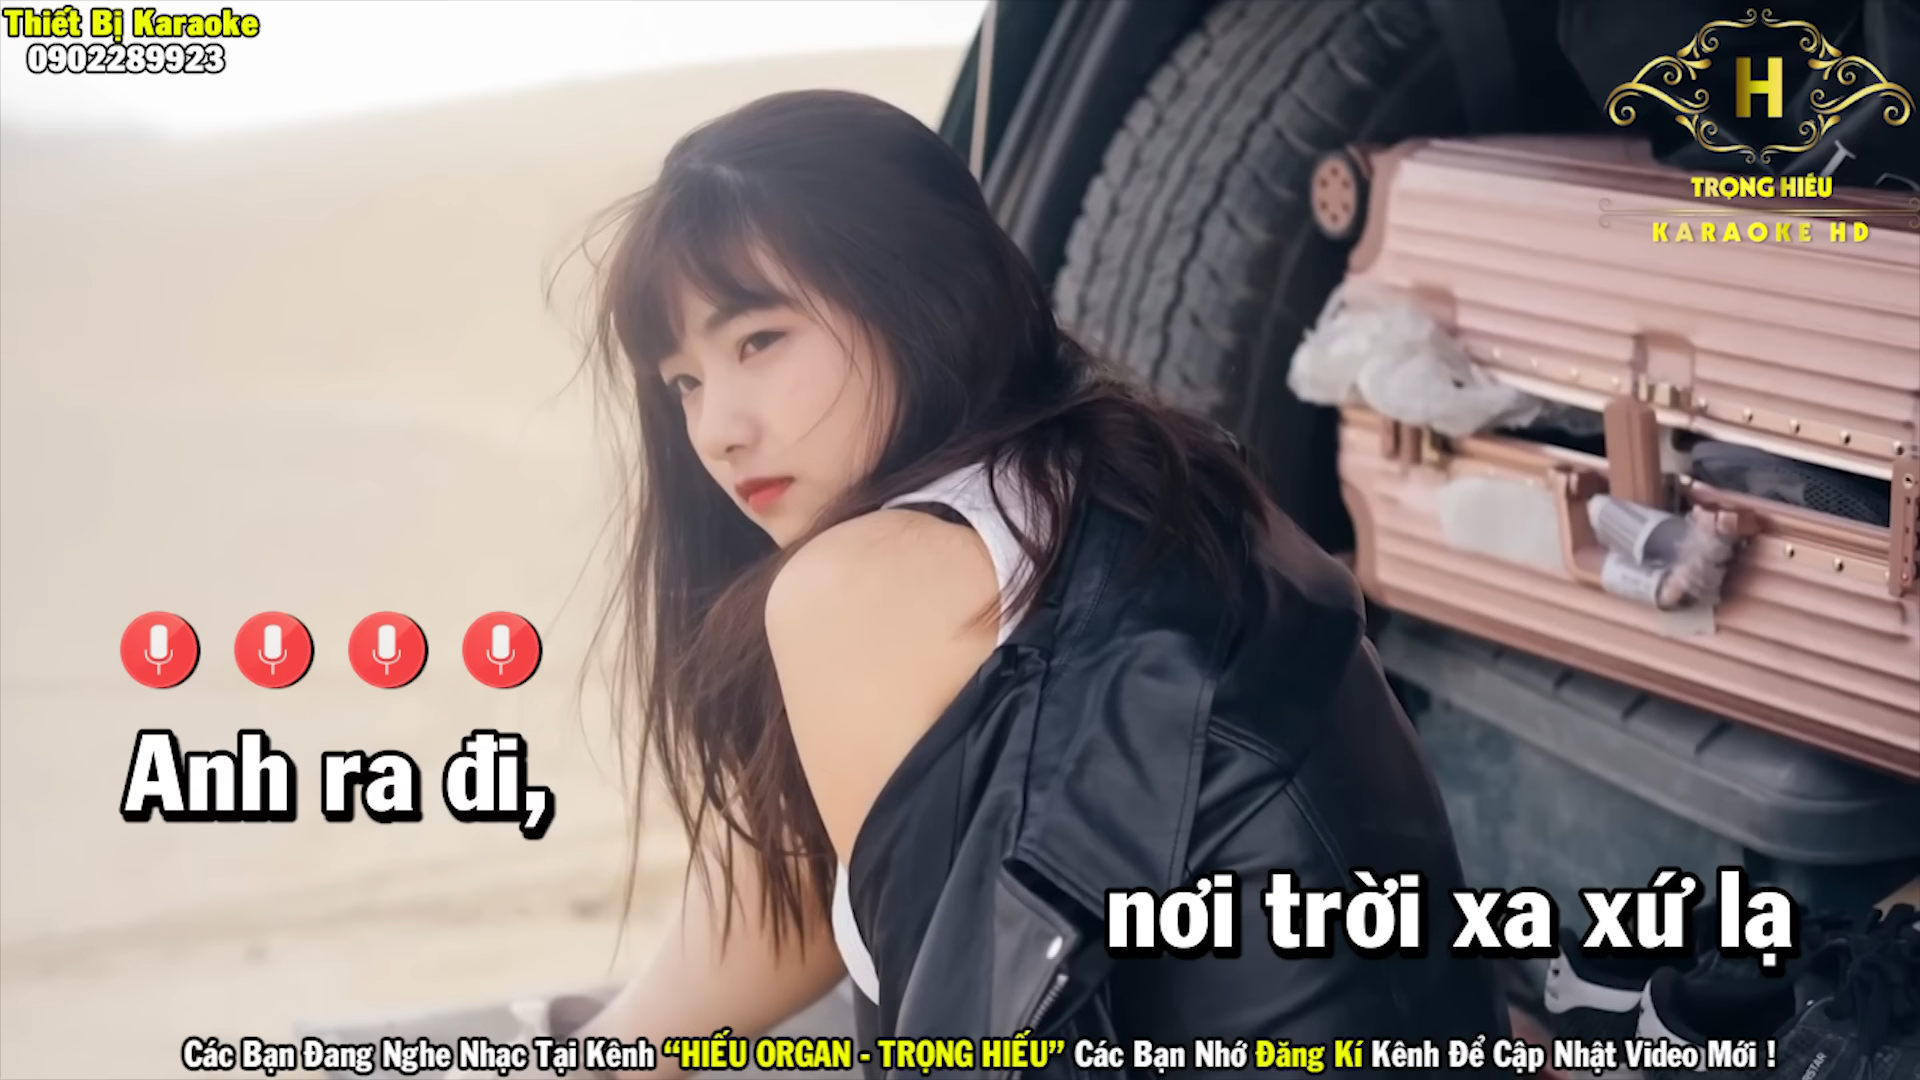 Thiết Bị Karaoke
0902289923
H
TRỌNG HIẾU
KARAOKE HD
Anh ra đi,
nơi trời xa xứ lạ
Các Bạn Đang Nghe Nhạc Tại Kênh “HIẾU ORGAN - TRỌNG HIẾU” Các Bạn Nhớ Đăng Kí Kênh Để Cập Nhật Video Mới !